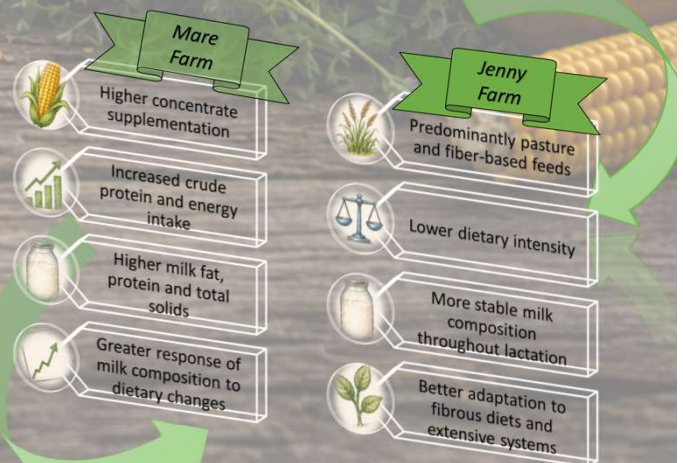 Mare
Farm
Higher concentrate
supplementation
Increased crude
protein and energy
intake
Higher milk fat,
protein and total
solids
Greater response of
milk composition to
dietary changes
Jenny
Farm
Predominantly pasture
and fiber-based feeds
Lower dietary intensity
More stable milk
composition
throughout lactation
Better adaptation to
fibrous diets and
extensive systems